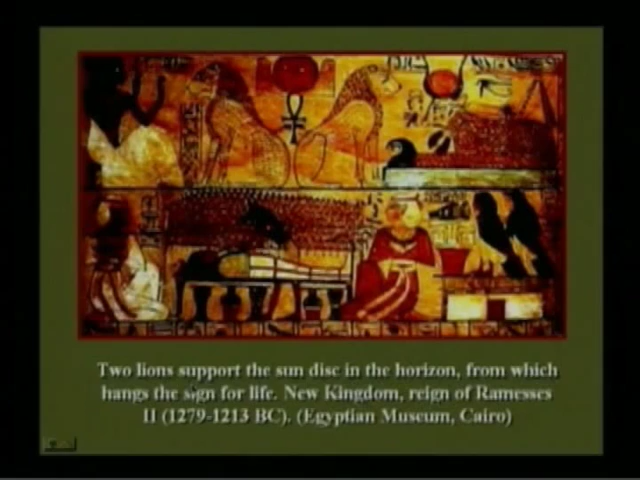 Two lions support the sun disc in the horizon, from which
hangs the sign for life. New Kingdom, reign of Ramesses
II (1279-1213 BC). (Egyptian Museum, Cairo)